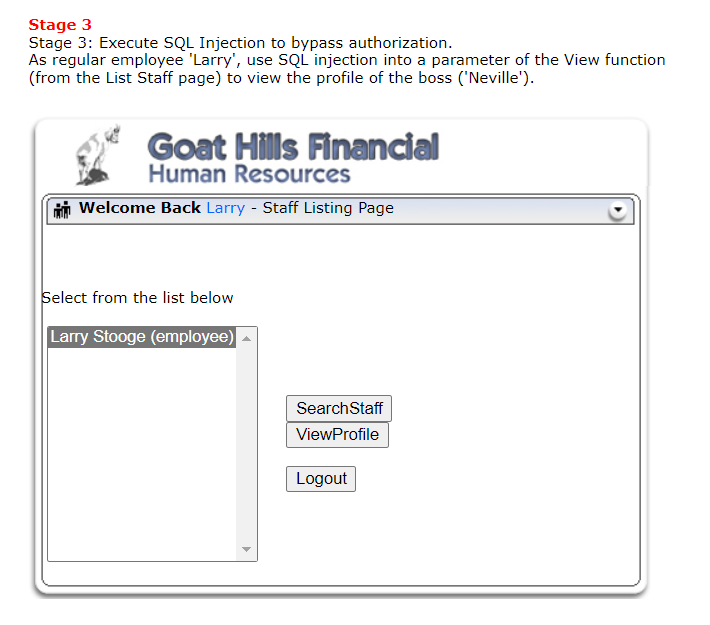 Stage 3
Stage 3: Execute SQL Injection to bypass authorization.
As regular employee 'Larry', use SQL injection into a parameter of the View function
(from the List Staff page) to view the profile of the boss ('Neville').
Goat Hills Financial
Human Resources
Welcome Back Larry - Staff Listing Page
Select from the list below
Larry Stooge (employee)
SearchStaff
ViewProfile
Logout